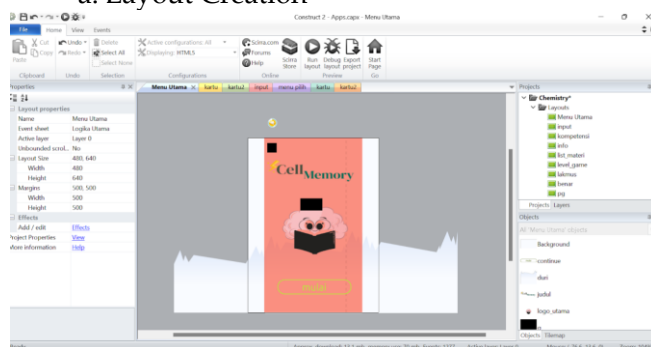 a. Layout Creation
Construct 2 - Apps.capx - Menu Utama
File Home View Events
Paste
Cut
Copy
Clipboard
Undo
Redo
Undo
Delete
Select All
Select None
Selection
Active configurations: All
Displaying: HTML5
Configurations
Scirra.com
Forums
Help
Online
Scirra Store
Run layout
Debug layout
Preview
Export project
Start Page
Go
Properties
Layout properties
Name Menu Utama
Event sheet Logika Utama
Active layer Layer 0
Unbounded scrol... No
Layout Size 480, 640
Width 480
Height 640
Margins 500, 500
Width 500
Height 500
Effects
Add / edit Effects
Project Properties View
More information Help
Menu Utama kartu kartu2 input menu pilih kartu kartu2
Cell Memory
mulai
Projects
Chemistry*
Layouts
Menu Utama
input
kompetensi
info
list_materi
level_game
lakmus
benar
pg
Projects Layers
Objects
All 'Menu Utama' objects
Background
continue
duri
judul
logo_utama
Objects Tilemap